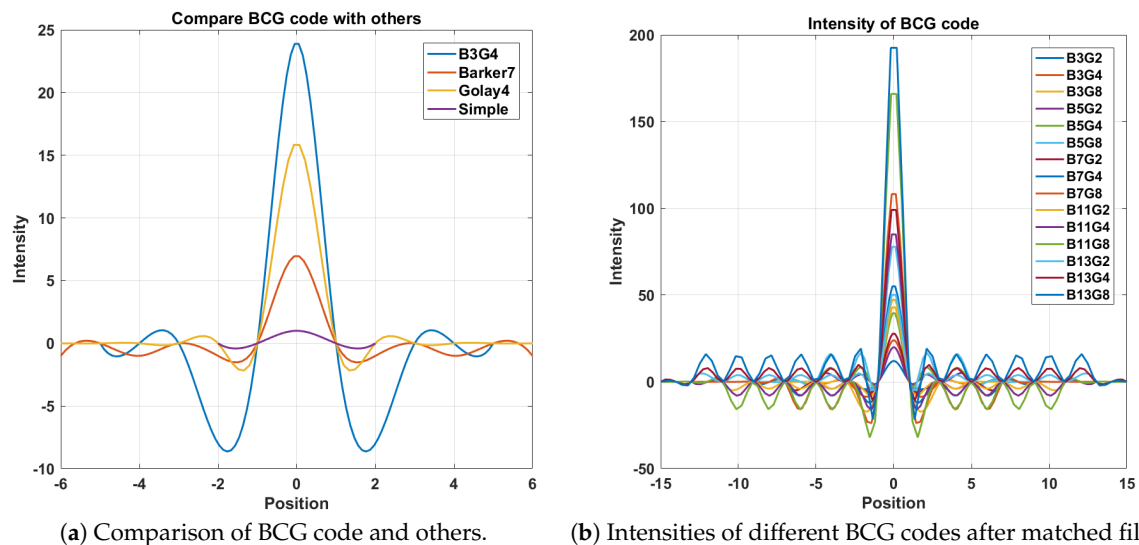 Compare BCG code with others
25
20
15
10
5
0
-5
-10
Intensity
-6
-4
-2
0
2
4
6
Position
B3G4
Barker7
Golay4
Simple
(a) Comparison of BCG code and others.
Intensity of BCG code
200
150
100
50
0
-50
Intensity
-15
-10
-5
0
5
10
15
Position
B3G2
B3G4
B3G8
B5G2
B5G4
B5G8
B7G2
B7G4
B7G8
B11G2
B11G4
B11G8
B13G2
B13G4
B13G8
(b) Intensities of different BCG codes after matched fil